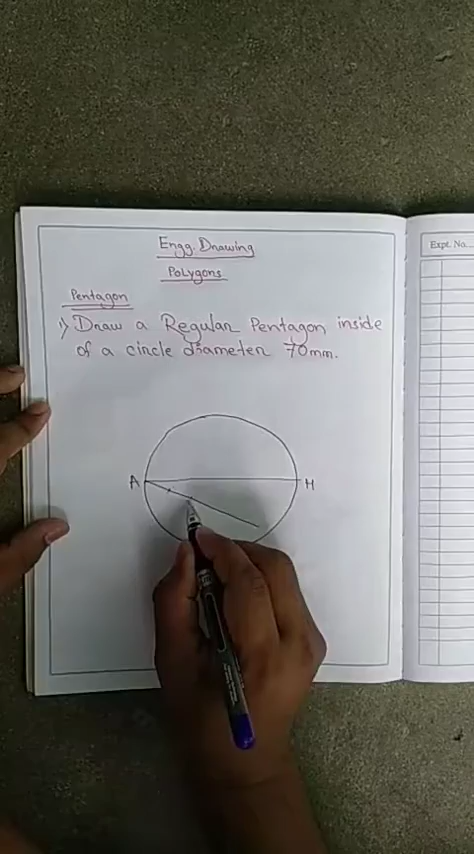 Engg. Drawing
Polygons
Pentagon
1) Draw a Regular Pentagon inside
of a circle diameter 70mm.
A
H
Expt. No.